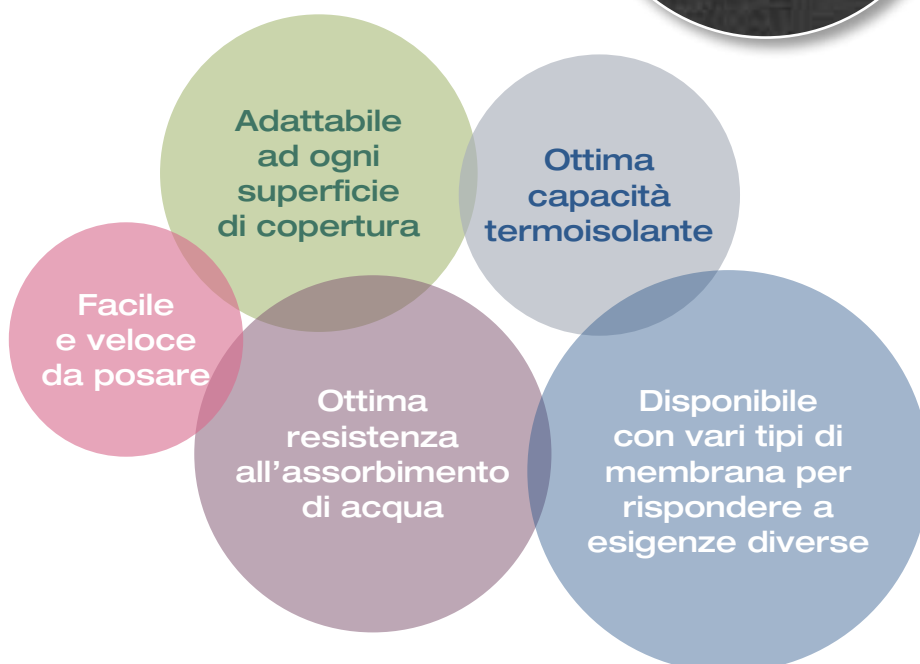 Adattabile
ad ogni
superficie
di copertura
Ottima
capacità
termoisolante
Facile
e veloce
da posare
Ottima
resistenza
all’assorbimento
di acqua
Disponibile
con vari tipi di
membrana per
rispondere a
esigenze diverse